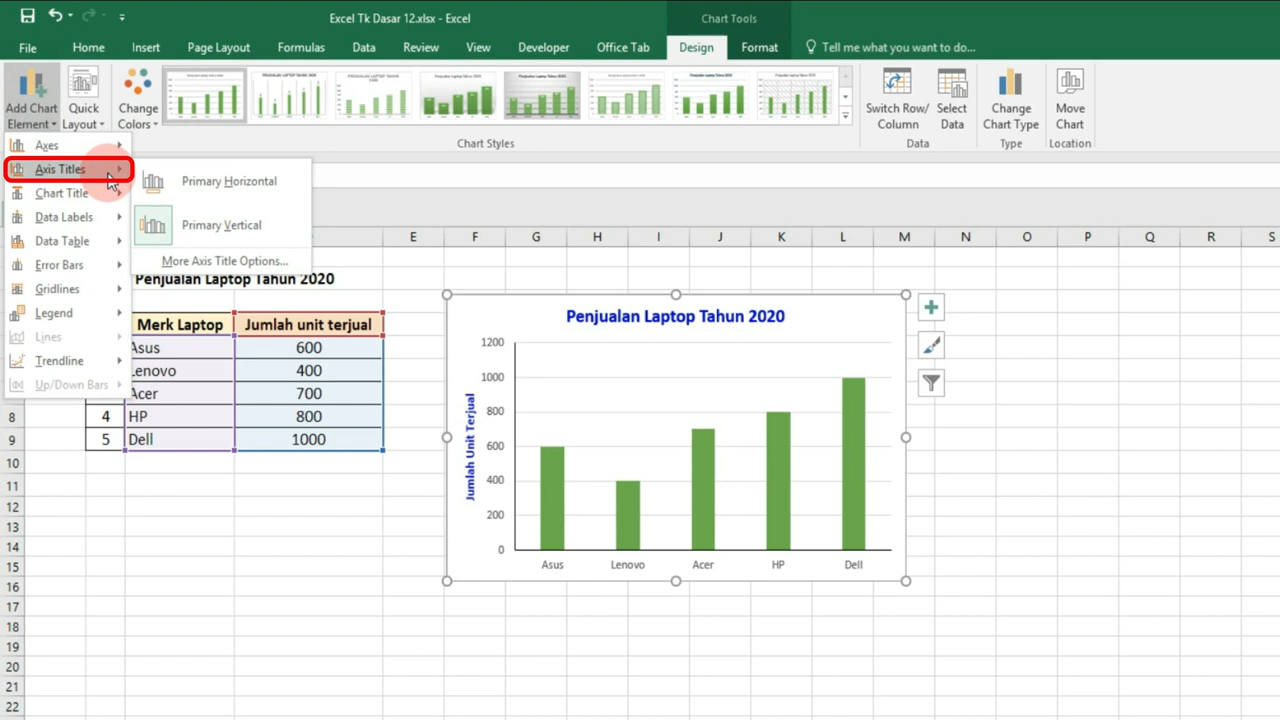 Excel Tk Dasar 12.xlsx - Excel
Chart Tools
File
Home
Insert
Page Layout
Formulas
Data
Review
View
Developer
Office Tab
Design
Format
Tell me what you want to do...
Add Chart
Element
Quick
Layout
Change
Colors
Switch Row/
Column
Select
Data
Change
Chart Type
Move
Chart
Chart Styles
Data
Type
Location
Axes
Axis Titles
Chart Title
Data Labels
Data Table
Error Bars
Gridlines
Legend
Lines
Trendline
Up/Down Bars
Primary Horizontal
Primary Vertical
More Axis Title Options...
E F G H I J K L M N O P Q R S
Penjualan Laptop Tahun 2020
Merk Laptop Jumlah unit terjual
Asus 600
Lenovo 400
Acer 700
8 4 HP 800
9 5 Dell 1000
10
11
12
13
14
15
16
17
18
19
20
21
22
Penjualan Laptop Tahun 2020
Jumlah Unit Terjual
1200
1000
800
600
400
200
0
Asus Lenovo Acer HP Dell